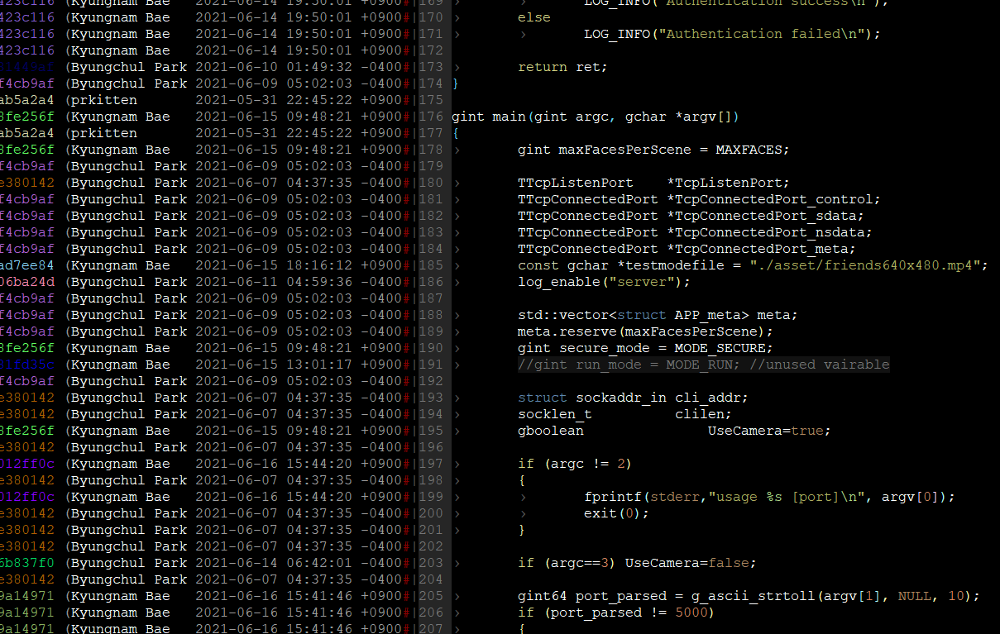 423c116 (Kyungnam Bae 2021-06-14 19:50:01 +0900#|169 › › LOG_INFO("Authentication success\n");
423c116 (Kyungnam Bae 2021-06-14 19:50:01 +0900#|170 › else
423c116 (Kyungnam Bae 2021-06-14 19:50:01 +0900#|171 › › LOG_INFO("Authentication failed\n");
423c116 (Kyungnam Bae 2021-06-14 19:50:01 +0900#|172
(Byungchul Park 2021-06-10 01:49:32 -0400#|173 › return ret;
f4cb9af (Byungchul Park 2021-06-09 05:02:03 -0400#|174 }
ab5a2a4 (prkitten 2021-05-31 22:45:22 +0900#|175
8fe256f (Kyungnam Bae 2021-06-15 09:48:21 +0900#|176 gint main(gint argc, gchar *argv[])
ab5a2a4 (prkitten 2021-05-31 22:45:22 +0900#|177 {
8fe256f (Kyungnam Bae 2021-06-15 09:48:21 +0900#|178 › gint maxFacesPerScene = MAXFACES;
f4cb9af (Byungchul Park 2021-06-09 05:02:03 -0400#|179
e380142 (Byungchul Park 2021-06-07 04:37:35 -0400#|180 › TTcpListenPort *TcpListenPort;
f4cb9af (Byungchul Park 2021-06-09 05:02:03 -0400#|181 › TTcpConnectedPort *TcpConnectedPort_control;
f4cb9af (Byungchul Park 2021-06-09 05:02:03 -0400#|182 › TTcpConnectedPort *TcpConnectedPort_sdata;
f4cb9af (Byungchul Park 2021-06-09 05:02:03 -0400#|183 › TTcpConnectedPort *TcpConnectedPort_nsdata;
f4cb9af (Byungchul Park 2021-06-09 05:02:03 -0400#|184 › TTcpConnectedPort *TcpConnectedPort_meta;
ad7ee84 (Kyungnam Bae 2021-06-15 18:16:12 +0900#|185 › const gchar *testmodefile = "./asset/friends640x480.mp4";
06ba24d (Byungchul Park 2021-06-11 04:59:36 -0400#|186 › log_enable("server");
f4cb9af (Byungchul Park 2021-06-09 05:02:03 -0400#|187
f4cb9af (Byungchul Park 2021-06-09 05:02:03 -0400#|188 › std::vector<struct APP_meta> meta;
f4cb9af (Byungchul Park 2021-06-09 05:02:03 -0400#|189 › meta.reserve(maxFacesPerScene);
8fe256f (Kyungnam Bae 2021-06-15 09:48:21 +0900#|190 › gint secure_mode = MODE_SECURE;
81fd35c (Kyungnam Bae 2021-06-15 13:01:17 +0900#|191 › //gint run_mode = MODE_RUN; //unused vairable
f4cb9af (Byungchul Park 2021-06-09 05:02:03 -0400#|192
e380142 (Byungchul Park 2021-06-07 04:37:35 -0400#|193 › struct sockaddr_in cli_addr;
e380142 (Byungchul Park 2021-06-07 04:37:35 -0400#|194 › socklen_t clilen;
8fe256f (Kyungnam Bae 2021-06-15 09:48:21 +0900#|195 › gboolean UseCamera=true;
e380142 (Byungchul Park 2021-06-07 04:37:35 -0400#|196
012ff0c (Kyungnam Bae 2021-06-16 15:44:20 +0900#|197 › if (argc != 2)
e380142 (Byungchul Park 2021-06-07 04:37:35 -0400#|198 › {
012ff0c (Kyungnam Bae 2021-06-16 15:44:20 +0900#|199 › › fprintf(stderr,"usage %s [port]\n", argv[0]);
e380142 (Byungchul Park 2021-06-07 04:37:35 -0400#|200 › › exit(0);
e380142 (Byungchul Park 2021-06-07 04:37:35 -0400#|201 › }
e380142 (Byungchul Park 2021-06-07 04:37:35 -0400#|202
6b837f0 (Byungchul Park 2021-06-14 06:42:01 -0400#|203 › if (argc==3) UseCamera=false;
e380142 (Byungchul Park 2021-06-07 04:37:35 -0400#|204
9a14971 (Kyungnam Bae 2021-06-16 15:41:46 +0900#|205 › gint64 port_parsed = g_ascii_strtoll(argv[1], NULL, 10);
9a14971 (Kyungnam Bae 2021-06-16 15:41:46 +0900#|206 › if (port_parsed != 5000)
9a14971 (Kyungnam Bae 2021-06-16 15:41:46 +0900#|207 › {